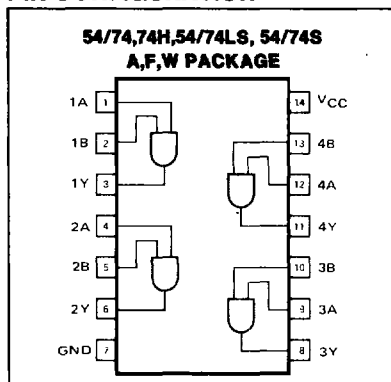 54/74,74H,54/74LS, 54/74S
A,F,W PACKAGE
1A 1 14 VCC
1B 2 13 4B
1Y 3 12 4A
2A 4 11 4Y
2B 5 10 3B
2Y 6 9 3A
GND 7 8 3Y